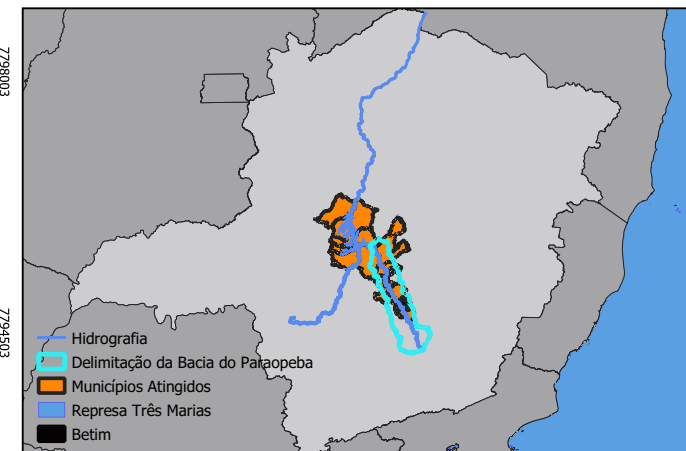 7798003
7794503
Hidrografia
Delimitação da Bacia do Paraopeba
Municípios Atingidos
Represa Três Marias
Betim